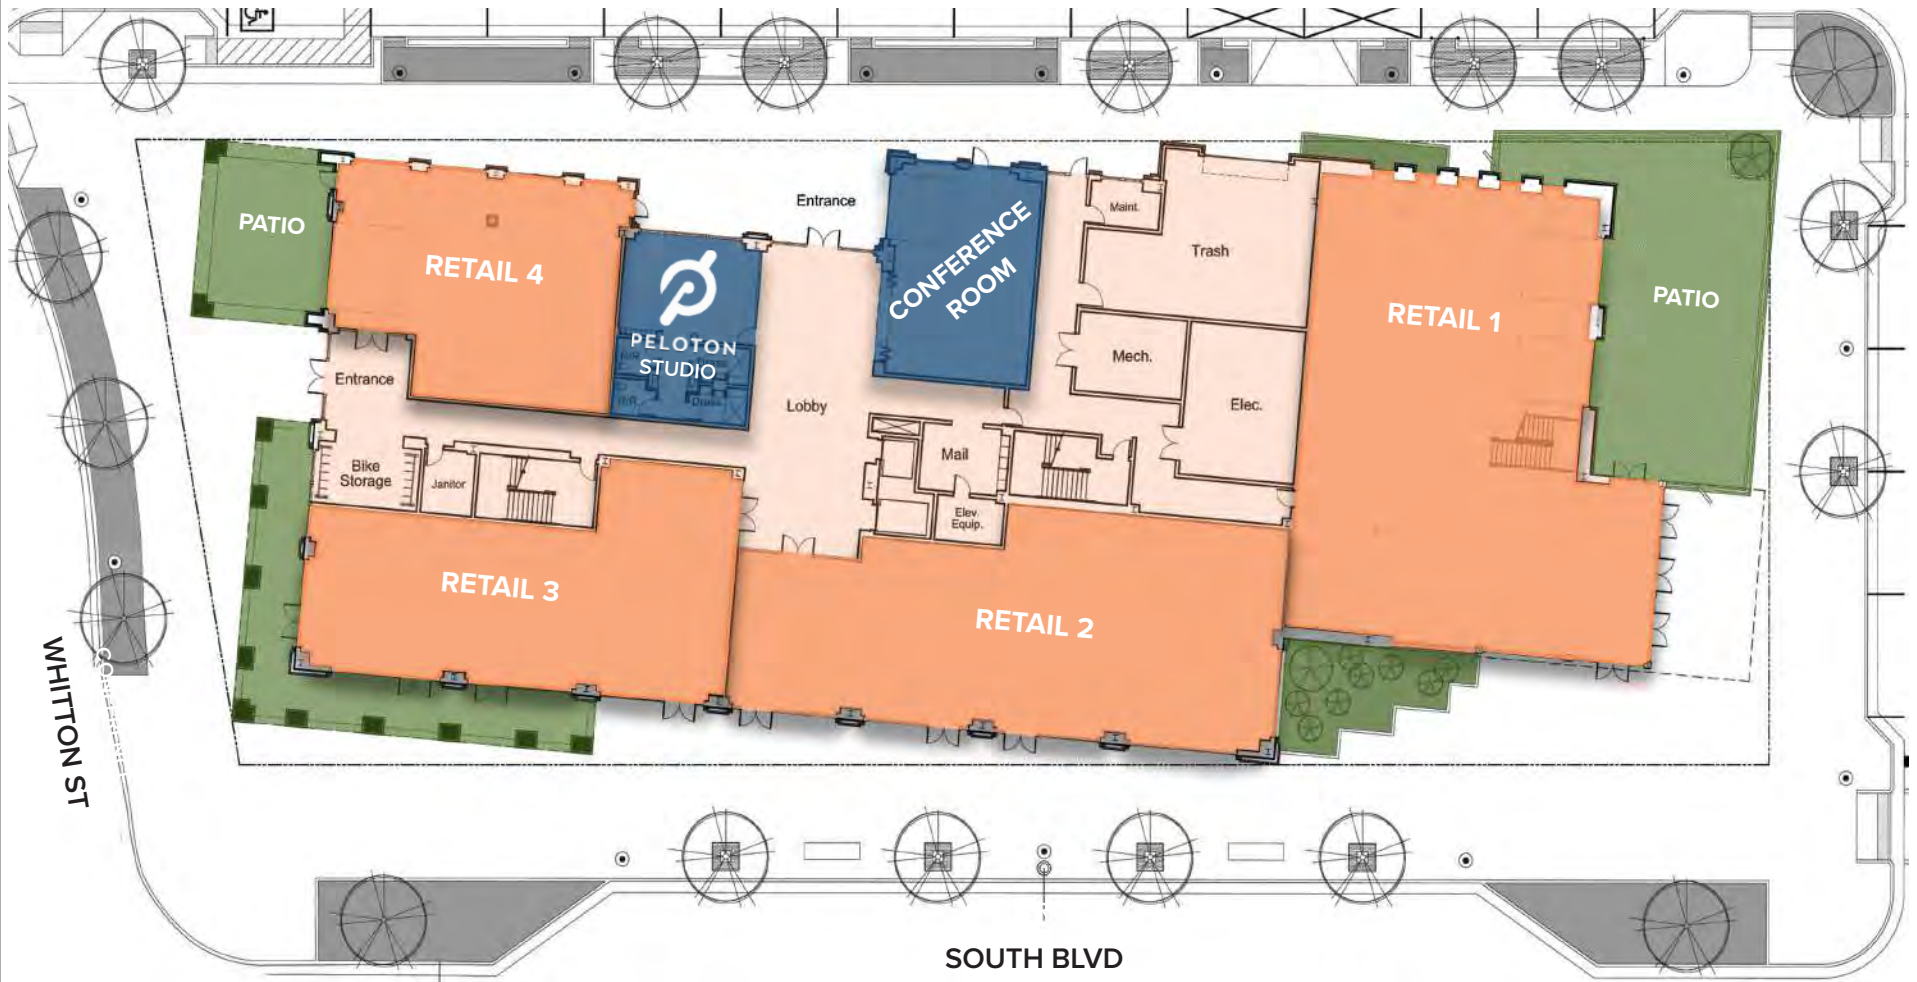 Entrance
Maint.
Trash
PATIO
RETAIL 4
CONFERENCE
ROOM
PATIO
RETAIL 1
PELOTON
STUDIO
Mech.
Entrance
Lobby
Elec.
Mail
Bike
Storage
Janitor
Elev.
Equip.
RETAIL 3
RETAIL 2
WHITTON ST
SOUTH BLVD